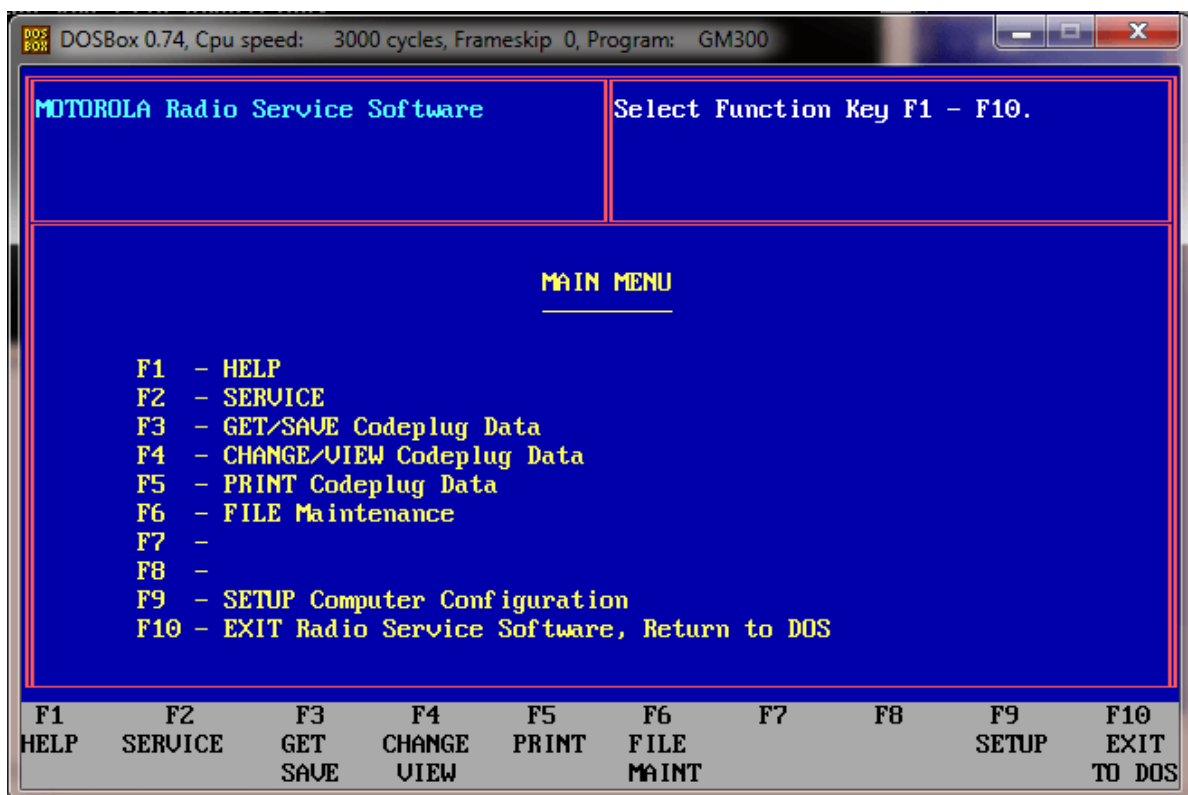 DOSBox 0.74, Cpu speed: 3000 cycles, Frameskip 0, Program: GM300
MOTOROLA Radio Service Software
Select Function Key F1 - F10.
MAIN MENU
F1 - HELP
F2 - SERVICE
F3 - GET/SAVE Codeplug Data
F4 - CHANGE/VIEW Codeplug Data
F5 - PRINT Codeplug Data
F6 - FILE Maintenance
F7 -
F8 -
F9 - SETUP Computer Configuration
F10 - EXIT Radio Service Software, Return to DOS
F1 F2 F3 F4 F5 F6 F7 F8 F9 F10
HELP SERVICE GET CHANGE PRINT FILE SETUP EXIT
SAVE VIEW MAINT TO DOS